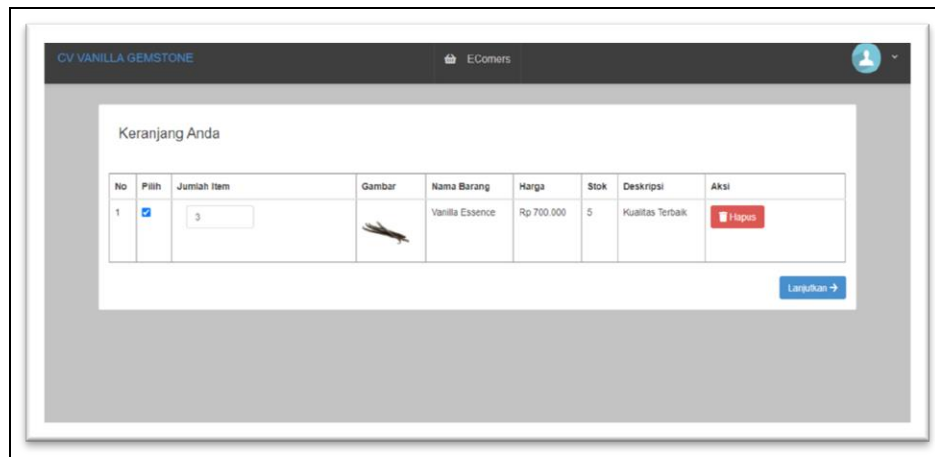 CV VANILLA GEMSTONE
EComers
Keranjang Anda
No Pilih Jumlah Item Gambar Nama Barang Harga Stok Deskripsi Aksi
1 3 Vanilla Essence Rp 700.000 5 Kualitas Terbaik Hapus
Lanjutkan →